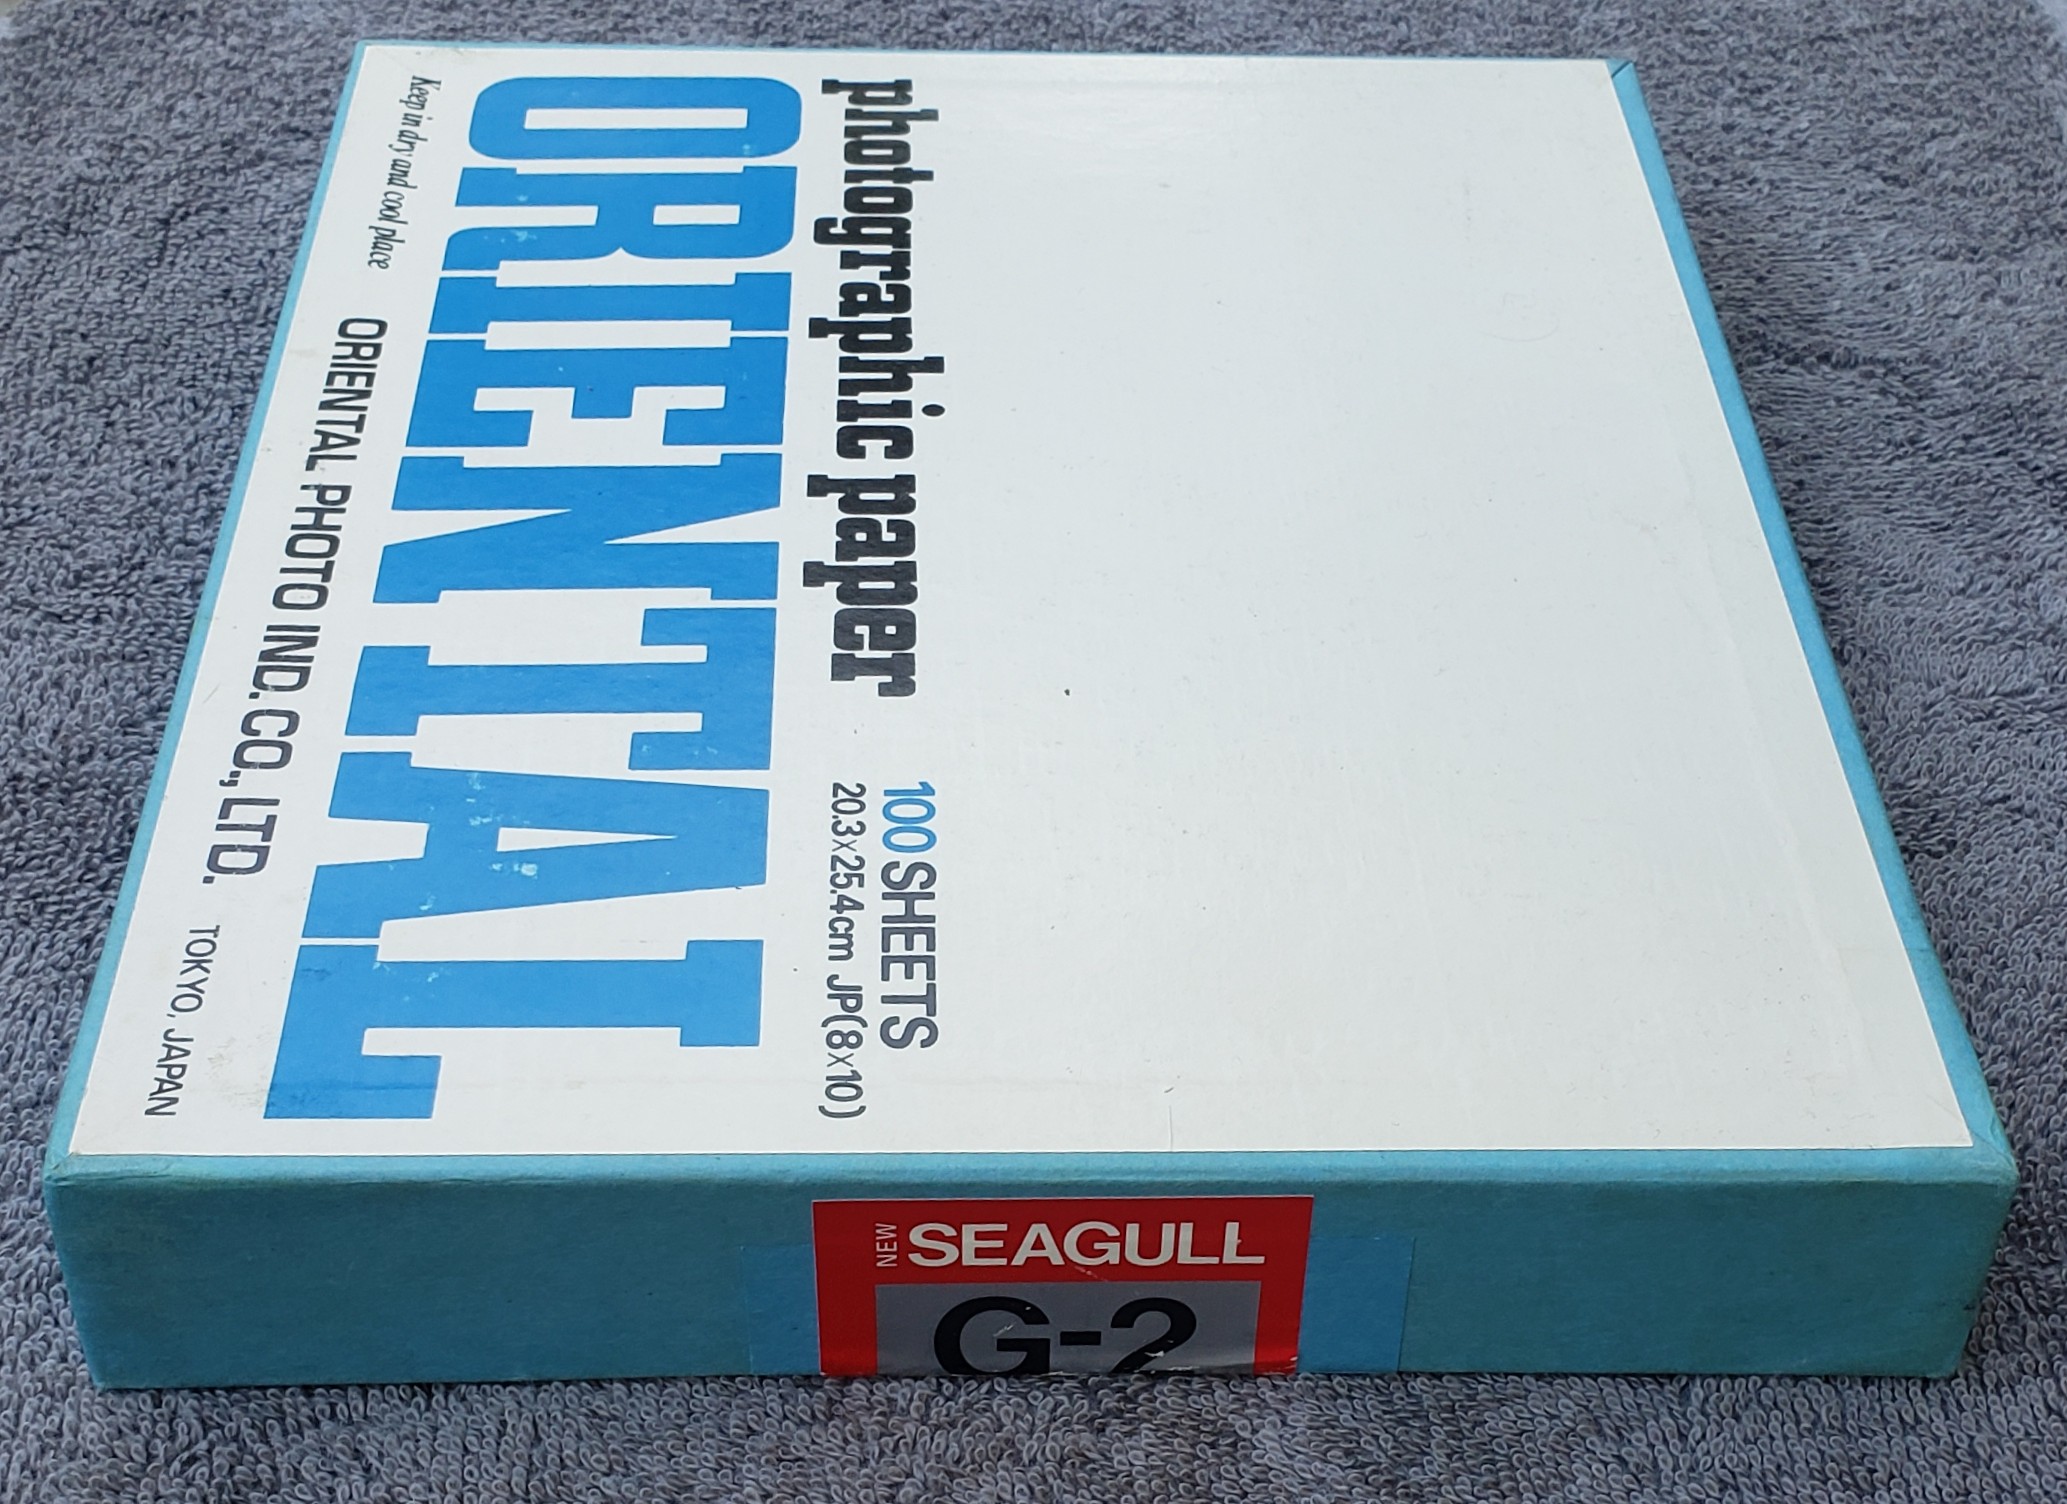 photographic paper
100 SHEETS
20.3x25.4cm JP(8x10)
ORIENTAL
Keep in dry and cool place
ORIENTAL PHOTO IND. CO., LTD. TOKYO, JAPAN
NEW SEAGULL
G-2